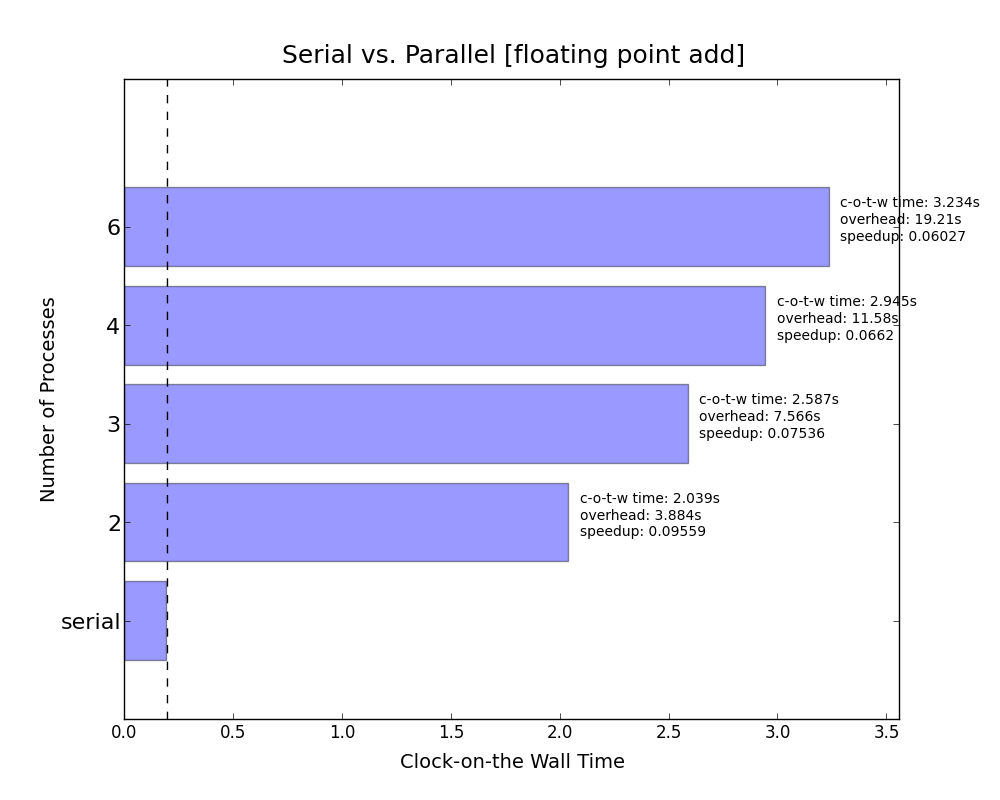 Serial vs. Parallel [floating point add]
Number of Processes
6
c-o-t-w time: 3.234s
overhead: 19.21s
speedup: 0.06027
4
c-o-t-w time: 2.945s
overhead: 11.58s
speedup: 0.0662
3
c-o-t-w time: 2.587s
overhead: 7.566s
speedup: 0.07536
2
c-o-t-w time: 2.039s
overhead: 3.884s
speedup: 0.09559
serial
0.0 0.5 1.0 1.5 2.0 2.5 3.0 3.5
Clock-on-the Wall Time